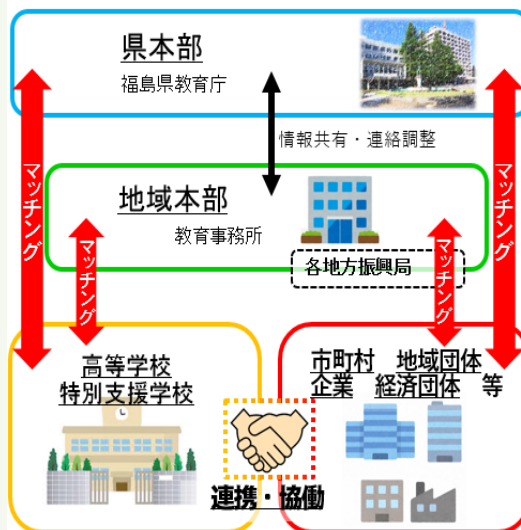 県本部
福島県教育庁
情報共有・連絡調整
マッチング
マッチング
地域本部
教育事務所
各地方振興局
マッチング
マッチング
高等学校
特別支援学校
市町村 地域団体
企業 経済団体 等
連携・協働